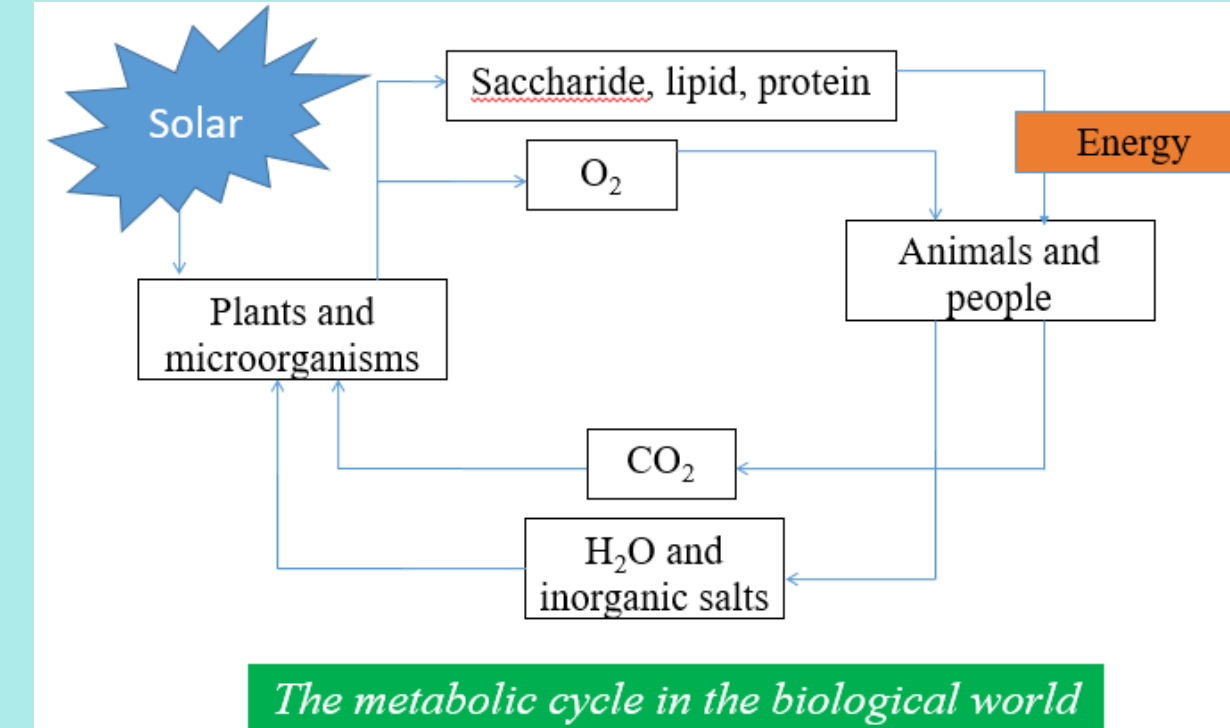 Solar
Saccharide, lipid, protein
O₂
Energy
Animals and
people
Plants and
microorganisms
CO₂
H₂O and
inorganic salts
The metabolic cycle in the biological world